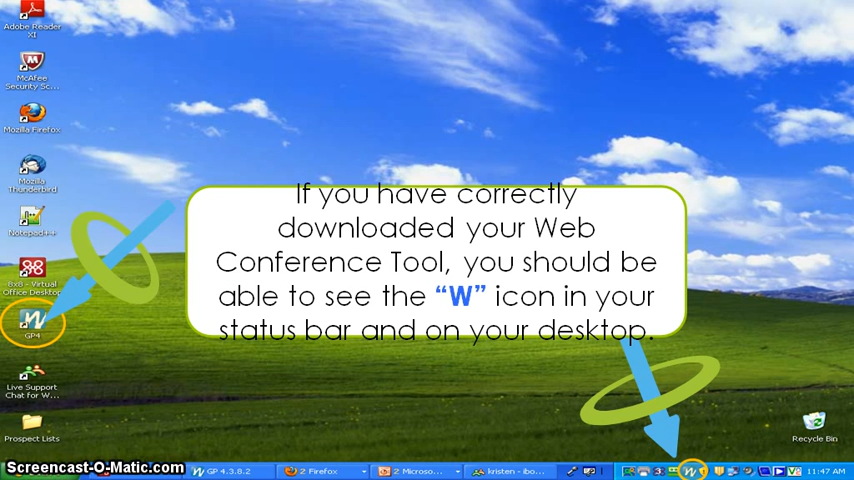 Adobe Reader
XI
McAfee
Security Sc...
Mozilla Firefox
Mozilla
Thunderbird
Notepad++
8x8 - Virtual
Office Desktop
GP4
Live Support
Chat for W...
Prospect Lists
If you have correctly
downloaded your Web
Conference Tool, you should be
able to see the “W” icon in your
status bar and on your desktop.
Recycle Bin
Screencast-O-Matic.com
GP 4.3.8.2
2 Firefox
2 Microso...
kristen - ibo...
11:47 AM